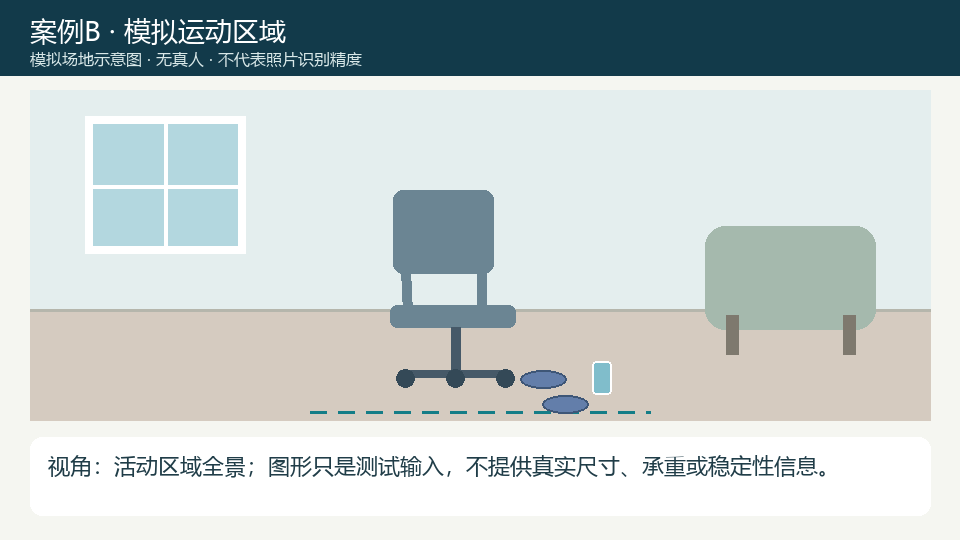 案例B · 模拟运动区域
模拟场地示意图 · 无真人 · 不代表照片识别精度
视角：活动区域全景；图形只是测试输入，不提供真实尺寸、承重或稳定性信息。